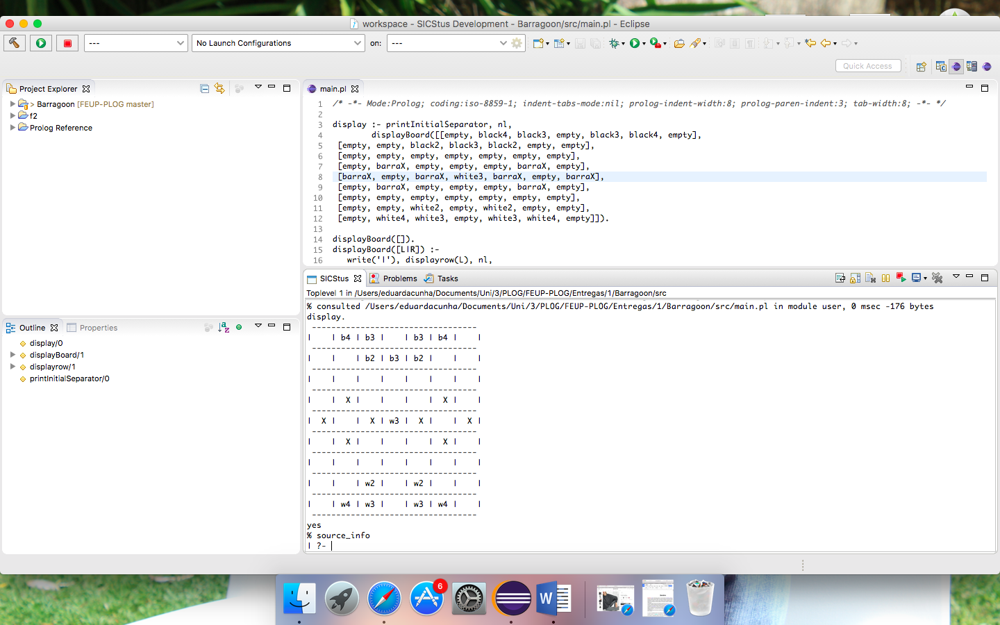 workspace - SICStus Development - Barragoon/src/main.pl - Eclipse
--- No Launch Configurations on: ---
Quick Access
Project Explorer
> Barragoon [FEUP-PLOG master]
f2
Prolog Reference
Outline Properties
display/0
displayBoard/1
displayrow/1
printInitialSeparator/0
main.pl
1 /* -*- Mode:Prolog; coding:iso-8859-1; indent-tabs-mode:nil; prolog-indent-width:8; prolog-paren-indent:3; tab-width:8; -*- */
2
3 display :- printInitialSeparator, nl,
4         displayBoard([[empty, black4, black3, empty, black3, black4, empty],
5  [empty, empty, black2, black3, black2, empty, empty],
6  [empty, empty, empty, empty, empty, empty, empty],
7  [empty, barraX, empty, empty, empty, barraX, empty],
8  [barraX, empty, barraX, white3, barraX, empty, barraX],
9  [empty, barraX, empty, empty, empty, barraX, empty],
10  [empty, empty, empty, empty, empty, empty, empty],
11  [empty, empty, white2, empty, white2, empty, empty],
12  [empty, white4, white3, empty, white3, white4, empty]]).
13
14 displayBoard([]).
15 displayBoard([L|R]) :-
16    write('|'), displayrow(L), nl,
SICStus Problems Tasks
Toplevel 1 in /Users/eduardacunha/Documents/Uni/3/PLOG/FEUP-PLOG/Entregas/1/Barragoon/src
% consulted /Users/eduardacunha/Documents/Uni/3/PLOG/FEUP-PLOG/Entregas/1/Barragoon/src/main.pl in module user, 0 msec -176 bytes
display.
 ----------------------------------
|    | b4 | b3 |    | b3 | b4 |    |
 ----------------------------------
|    |    | b2 | b3 | b2 |    |    |
 ----------------------------------
|    |    |    |    |    |    |    |
 ----------------------------------
|    |  X |    |    |    |  X |    |
 ----------------------------------
|  X |    |  X | w3 |  X |    |  X |
 ----------------------------------
|    |  X |    |    |    |  X |    |
 ----------------------------------
|    |    |    |    |    |    |    |
 ----------------------------------
|    |    | w2 |    | w2 |    |    |
 ----------------------------------
|    | w4 | w3 |    | w3 | w4 |    |
 ----------------------------------
yes
% source_info
| ?-
6
W